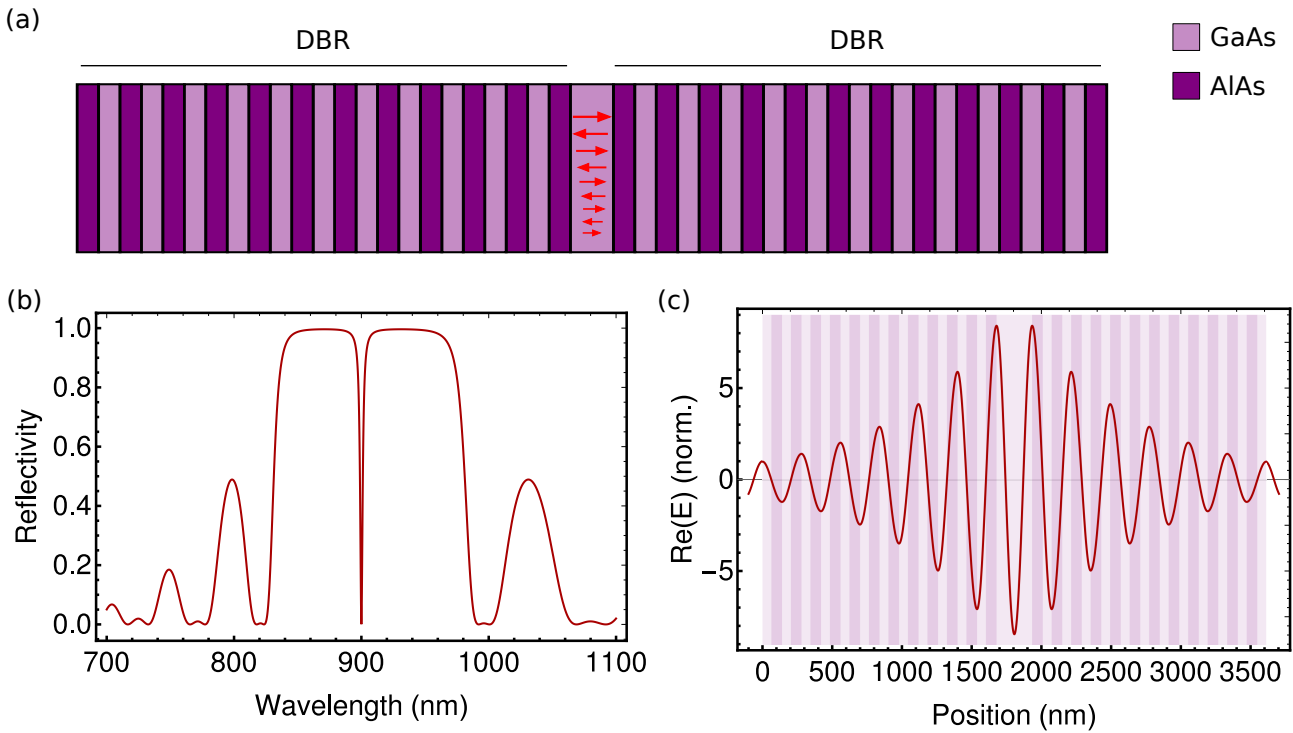 (a)
DBR DBR
GaAs
AlAs
(b)
1.0
0.8
0.6
0.4
0.2
0.0
Reflectivity
700 800 900 1000 1100
Wavelength (nm)
(c)
5
0
−5
Re(E) (norm.)
0 500 1000 1500 2000 2500 3000 3500
Position (nm)